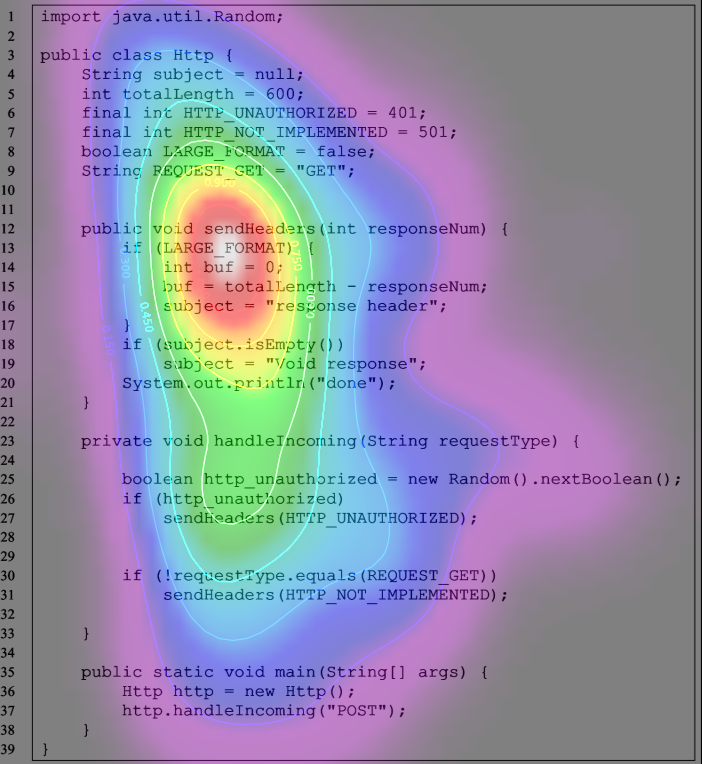 1 import java.util.Random;
2
3 public class Http {
4 String subject = null;
5 int totalLength = 600;
6 final int HTTP_UNAUTHORIZED = 401;
7 final int HTTP_NOT_IMPLEMENTED = 501;
8 boolean LARGE_FORMAT = false;
9 String REQUEST_GET = "GET";
10
0.900
11
12 public void sendHeaders(int responseNum) {
13 if (LARGE_FORMAT) {
0.300 0.750
14 int buf = 0;
15 buf = totalLength - responseNum;
16 subject = "response header";
0.450
17 }
18 if (subject.isEmpty())
19 subject = "Void response";
20 System.out.println("done");
21 }
22
23 private void handleIncoming(String requestType) {
24
25 boolean http_unauthorized = new Random().nextBoolean();
26 if (http_unauthorized)
27 sendHeaders(HTTP_UNAUTHORIZED);
28
29
30 if (!requestType.equals(REQUEST_GET))
31 sendHeaders(HTTP_NOT_IMPLEMENTED);
32
33 }
34
35 public static void main(String[] args) {
36 Http http = new Http();
37 http.handleIncoming("POST");
38 }
39 }